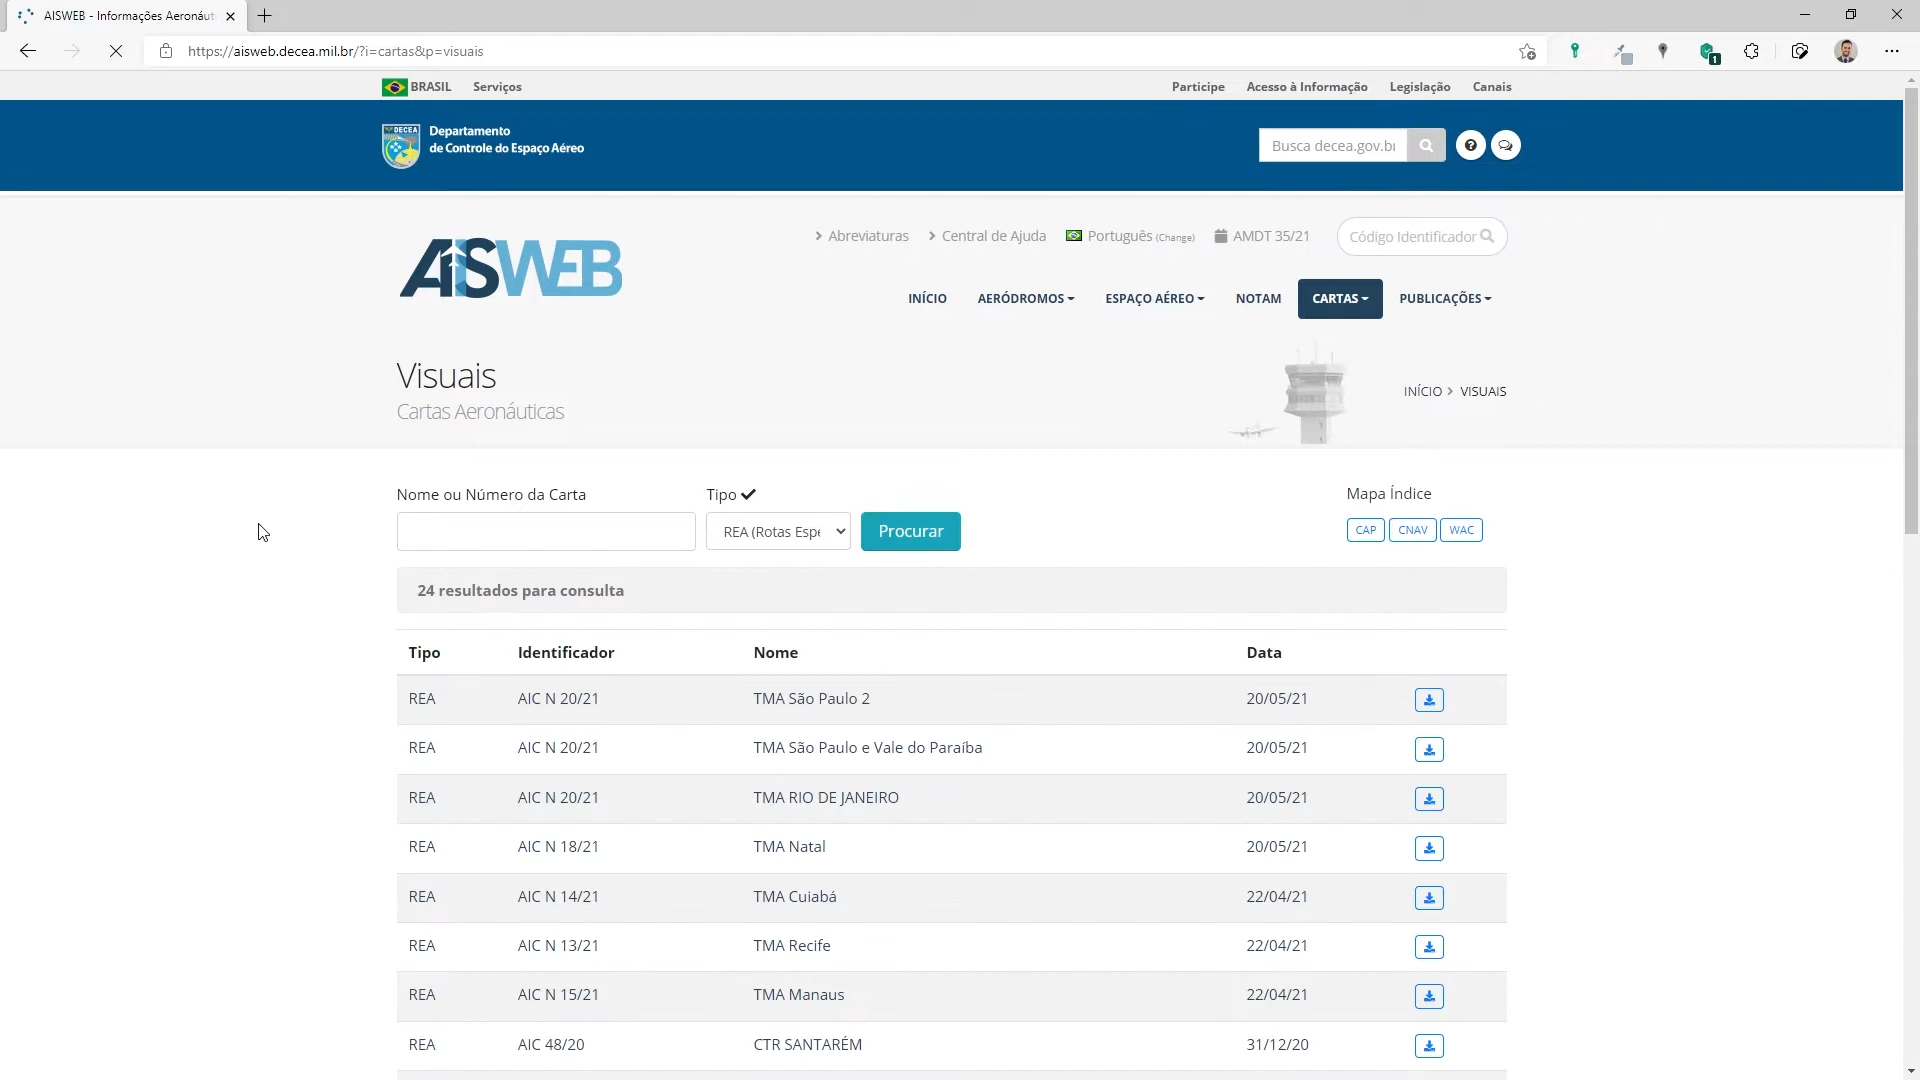 AISWEB - Informações Aeronáut
https://aisweb.decea.mil.br/?i=cartas&p=visuais
1
BRASIL Serviços Participe Acesso à Informação Legislação Canais
DECEA
Departamento
de Controle do Espaço Aéreo
Busca decea.gov.br
Abreviaturas Central de Ajuda Português (Change) AMDT 35/21 Código Identificador
AISWEB
INÍCIO AERÓDROMOS ESPAÇO AÉREO NOTAM CARTAS PUBLICAÇÕES
Visuais
Cartas Aeronáuticas
INÍCIO > VISUAIS
Nome ou Número da Carta Tipo Mapa Índice
REA (Rotas Espe Procurar CAP CNAV WAC
24 resultados para consulta
Tipo Identificador Nome Data
REA AIC N 20/21 TMA São Paulo 2 20/05/21
REA AIC N 20/21 TMA São Paulo e Vale do Paraíba 20/05/21
REA AIC N 20/21 TMA RIO DE JANEIRO 20/05/21
REA AIC N 18/21 TMA Natal 20/05/21
REA AIC N 14/21 TMA Cuiabá 22/04/21
REA AIC N 13/21 TMA Recife 22/04/21
REA AIC N 15/21 TMA Manaus 22/04/21
REA AIC 48/20 CTR SANTARÉM 31/12/20